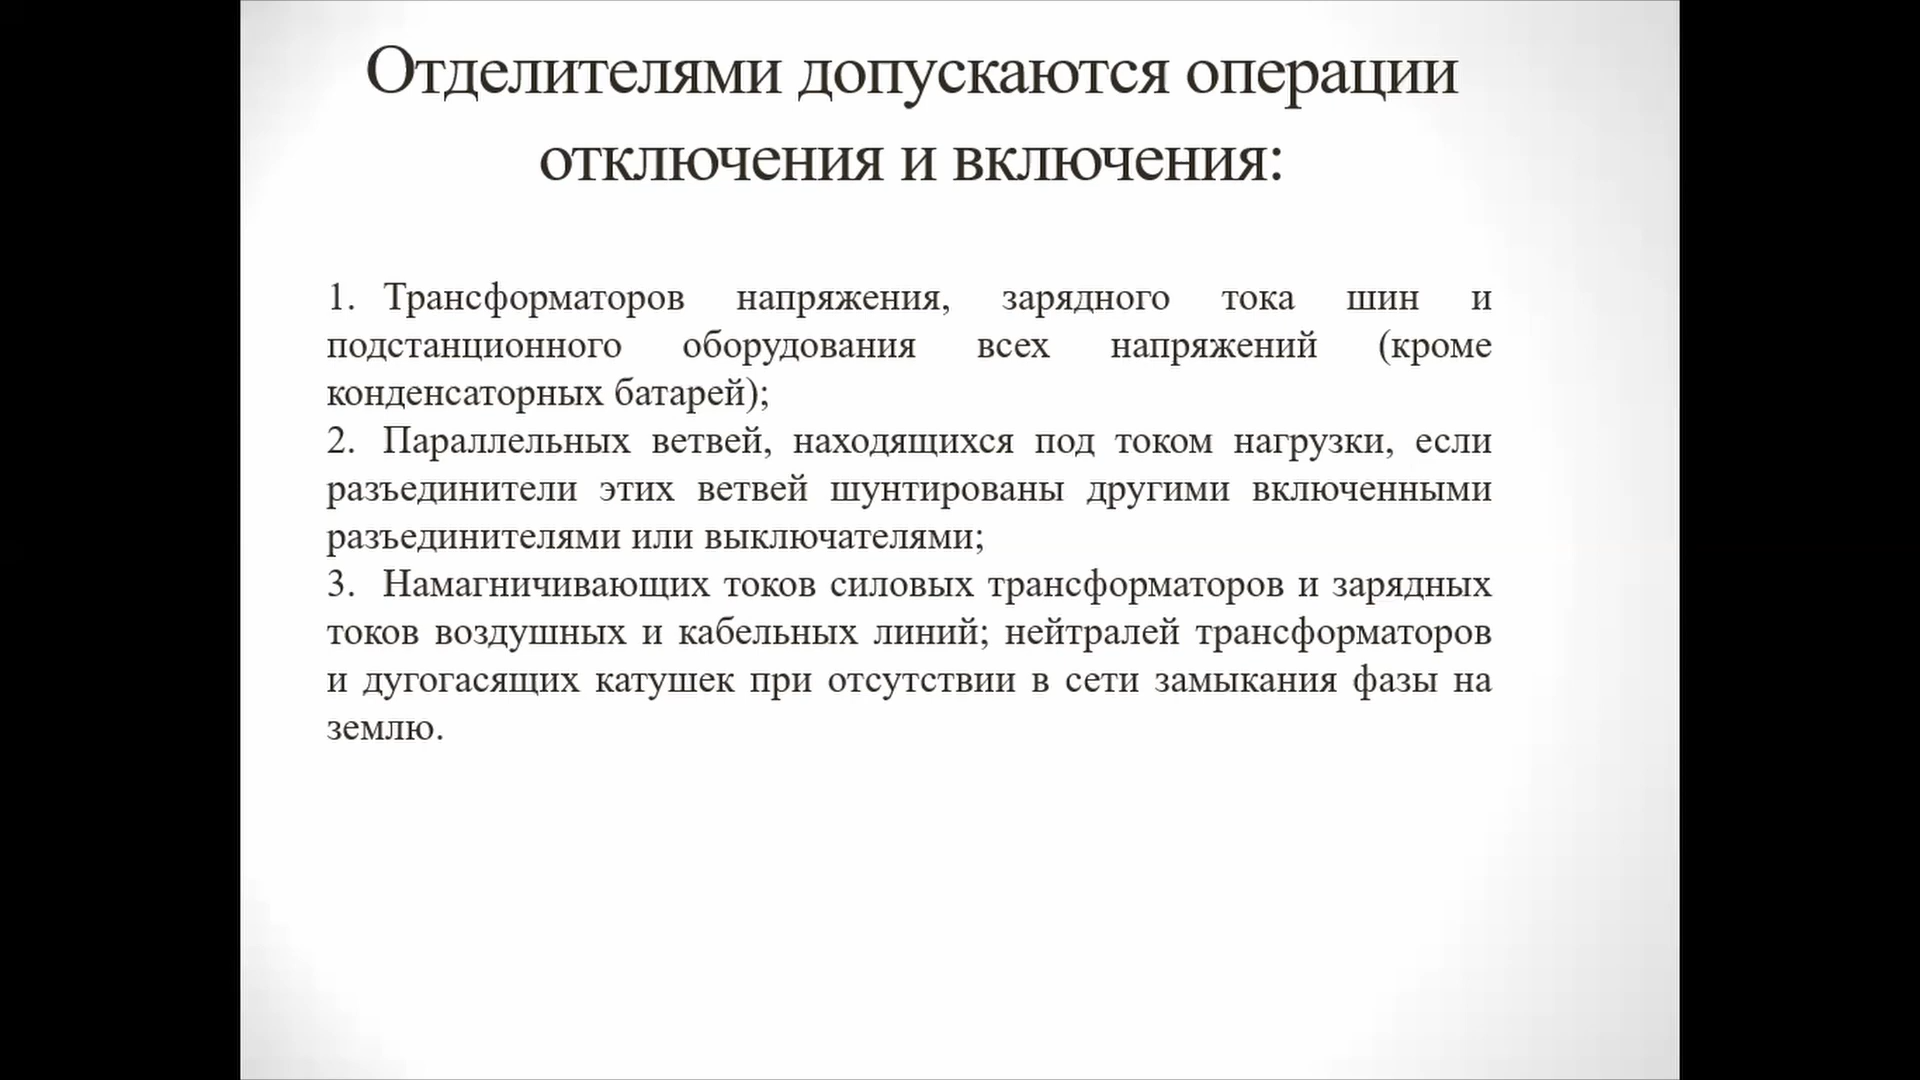 Отделителями допускаются операции
отключения и включения:
1. Трансформаторов напряжения, зарядного тока шин и
подстанционного оборудования всех напряжений (кроме
конденсаторных батарей);
2. Параллельных ветвей, находящихся под током нагрузки, если
разъединители этих ветвей шунтированы другими включенными
разъединителями или выключателями;
3. Намагничивающих токов силовых трансформаторов и зарядных
токов воздушных и кабельных линий; нейтралей трансформаторов
и дугогасящих катушек при отсутствии в сети замыкания фазы на
землю.